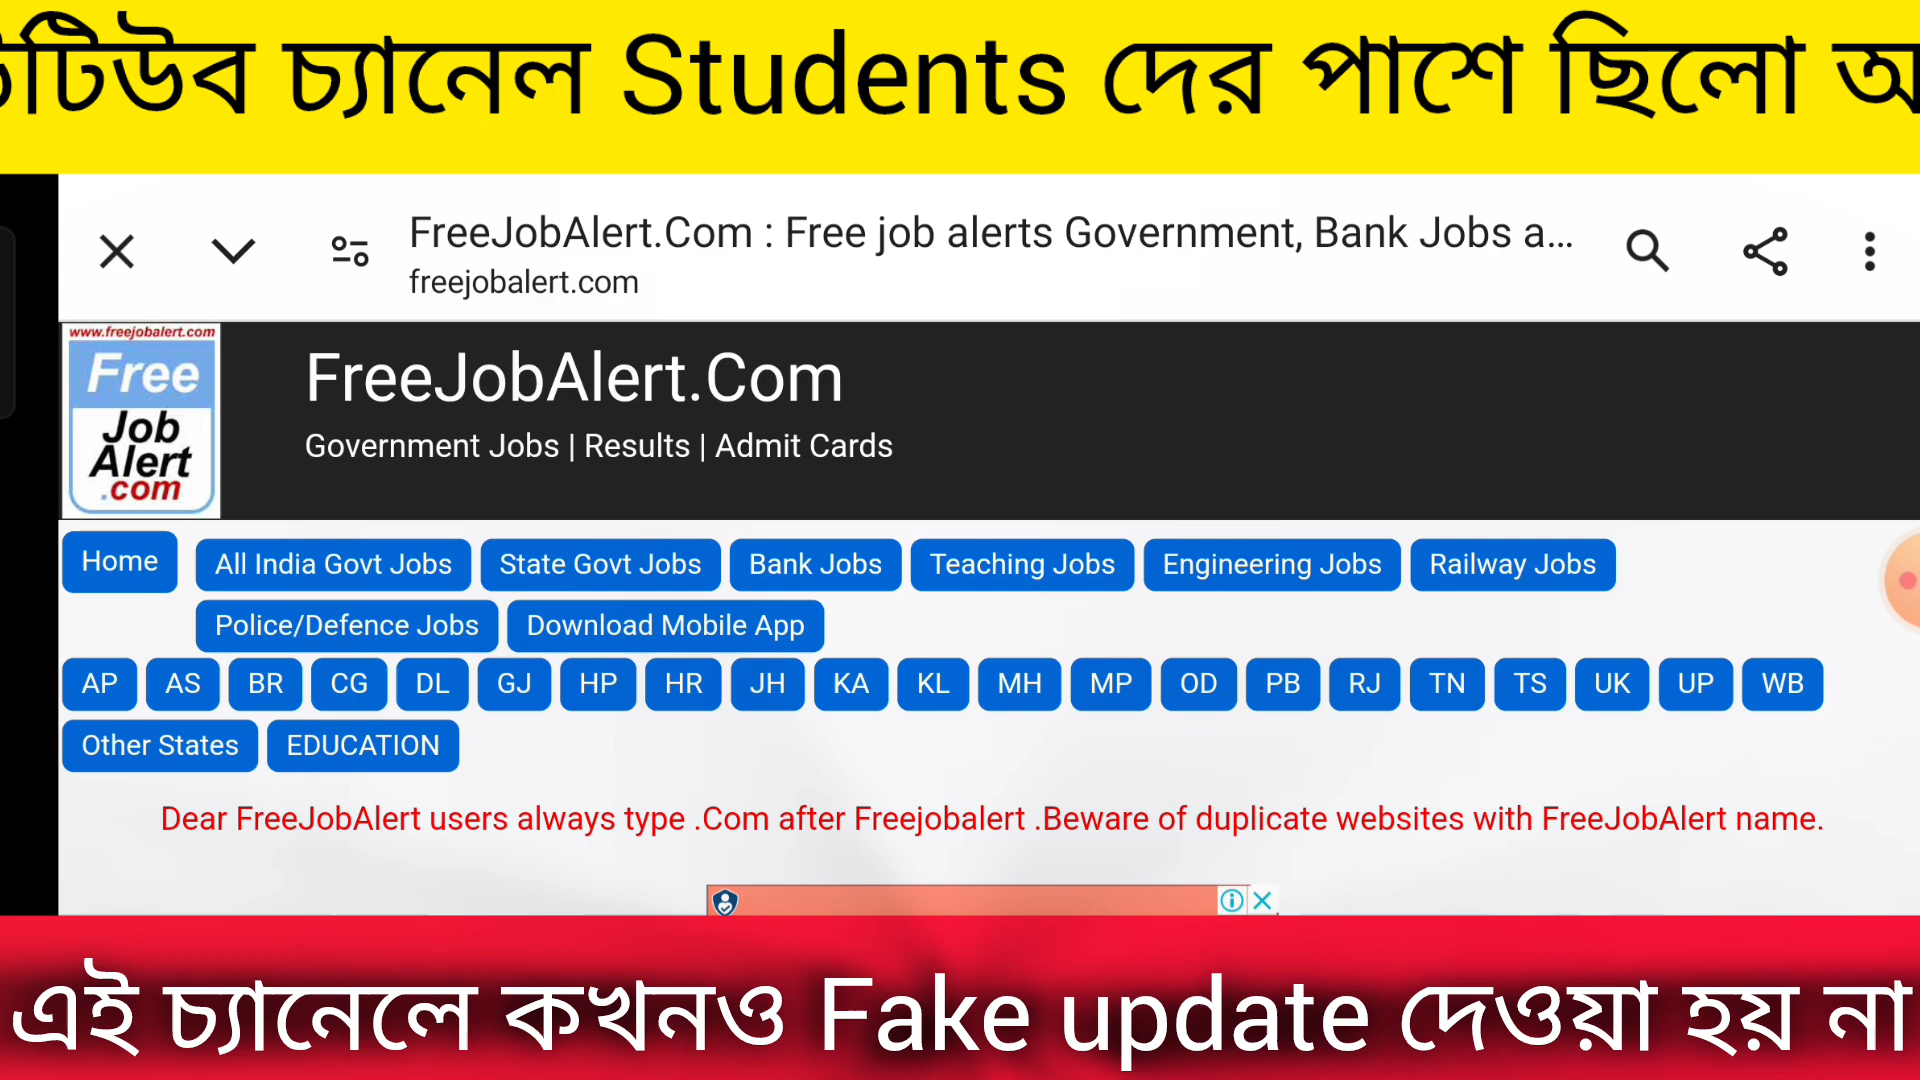 চ্যানেল Students দের পাশে ছিলো
FreeJobAlert.Com : Free job alerts Government, Bank Jobs a...
freejobalert.com
www.freejobalert.com
Free
Job
Alert
.com
FreeJobAlert.Com
Government Jobs | Results | Admit Cards
Home All India Govt Jobs State Govt Jobs Bank Jobs Teaching Jobs Engineering Jobs Railway Jobs
Police/Defence Jobs Download Mobile App
AP AS BR CG DL GJ HP HR JH KA KL MH MP OD PB RJ TN TS UK UP WB
Other States EDUCATION
Dear FreeJobAlert users always type .Com after Freejobalert .Beware of duplicate websites with FreeJobAlert name.
এই চ্যানেলে কখনও Fake update দেওয়া হয় না